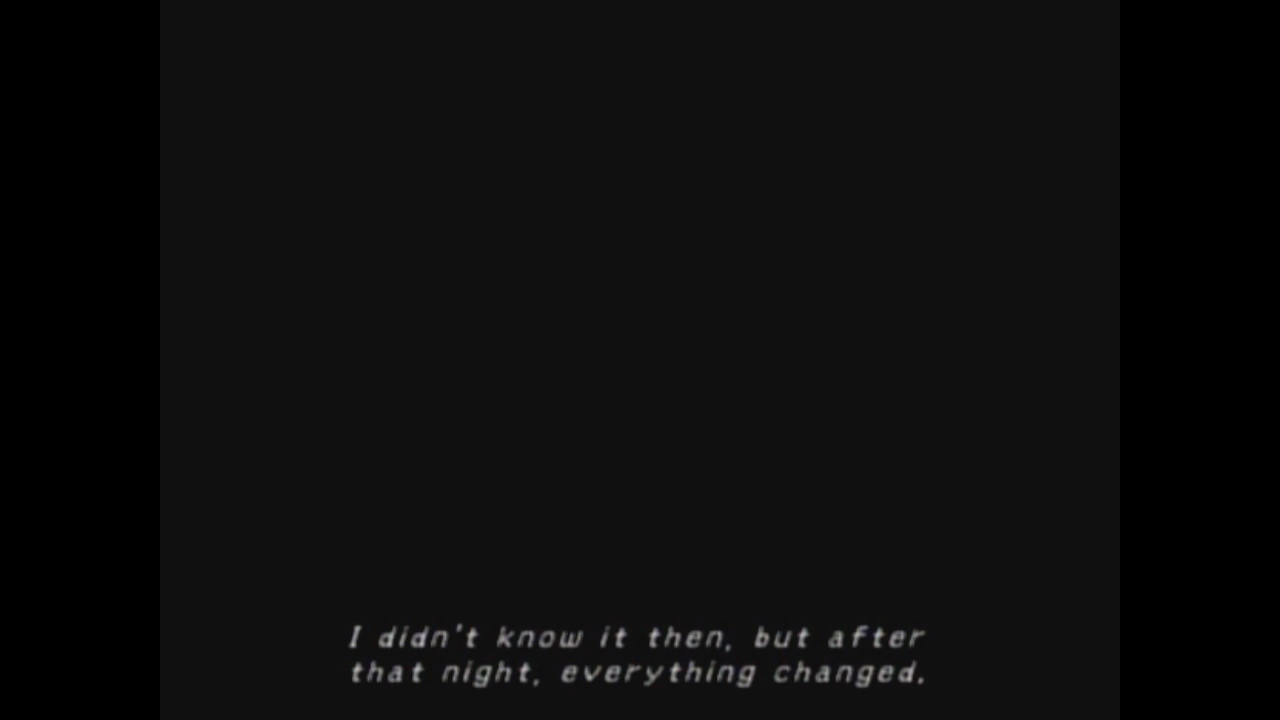 I didn't know it then, but after
that night, everything changed.